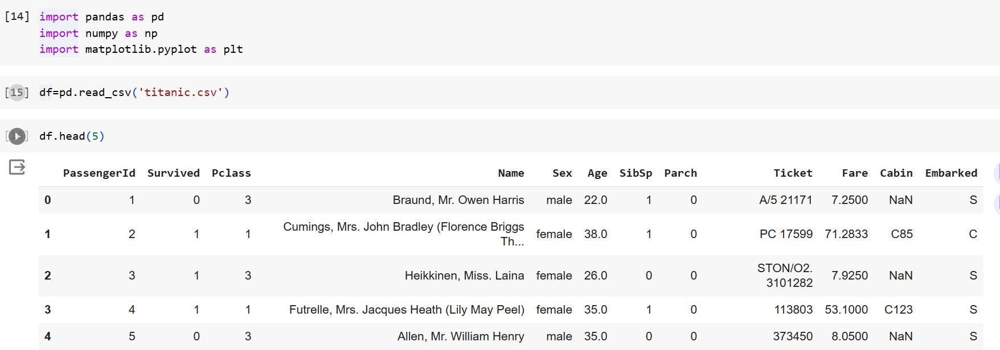 [14] import pandas as pd
import numpy as np
import matplotlib.pyplot as plt
[15] df=pd.read_csv('titanic.csv')
df.head(5)
PassengerId Survived Pclass Name Sex Age SibSp Parch Ticket Fare Cabin Embarked
0 1 0 3 Braund, Mr. Owen Harris male 22.0 1 0 A/5 21171 7.2500 NaN S
1 2 1 1 Cumings, Mrs. John Bradley (Florence Briggs Th... female 38.0 1 0 PC 17599 71.2833 C85 C
2 3 1 3 Heikkinen, Miss. Laina female 26.0 0 0 STON/O2. 3101282 7.9250 NaN S
3 4 1 1 Futrelle, Mrs. Jacques Heath (Lily May Peel) female 35.0 1 0 113803 53.1000 C123 S
4 5 0 3 Allen, Mr. William Henry male 35.0 0 0 373450 8.0500 NaN S